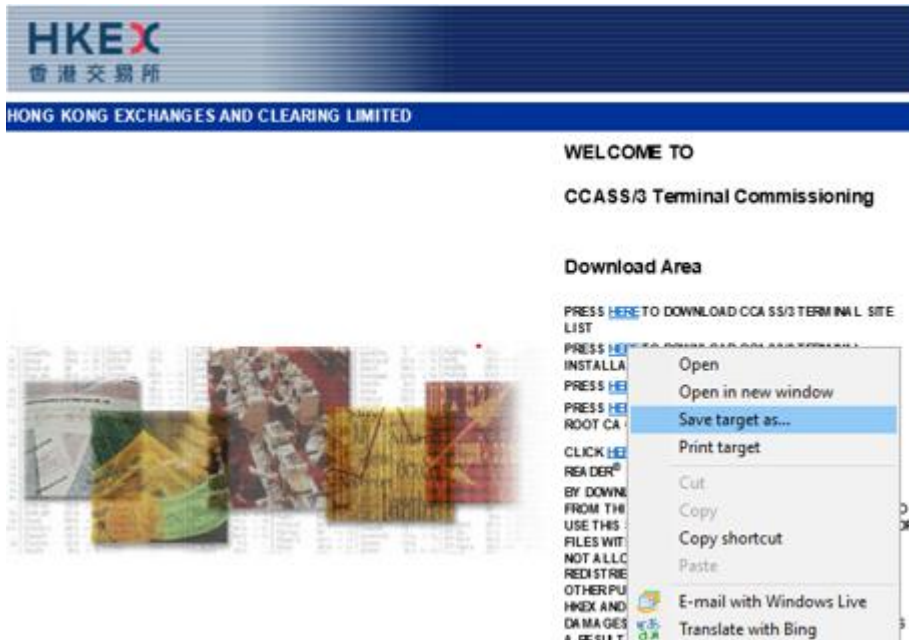 HKEX
香港交易所
HONG KONG EXCHANGES AND CLEARING LIMITED
WELCOME TO
CCASS/3 Terminal Commissioning
Download Area
PRESS HERE TO DOWNLOAD CCASS/3 TERMINAL SITE
LIST
PRESS
INSTALLA
PRESS
PRESS
ROOT CA
CLICK
READER®
BY DOWNL
FROM THI
USE THIS
FILES WIT
NOT ALLO
REDISTRIE
OTHER PU
HKEX AND
DAMAGES
A RESULT
Open
Open in new window
Save target as...
Print target
Cut
Copy
Copy shortcut
Paste
E-mail with Windows Live
Translate with Bing